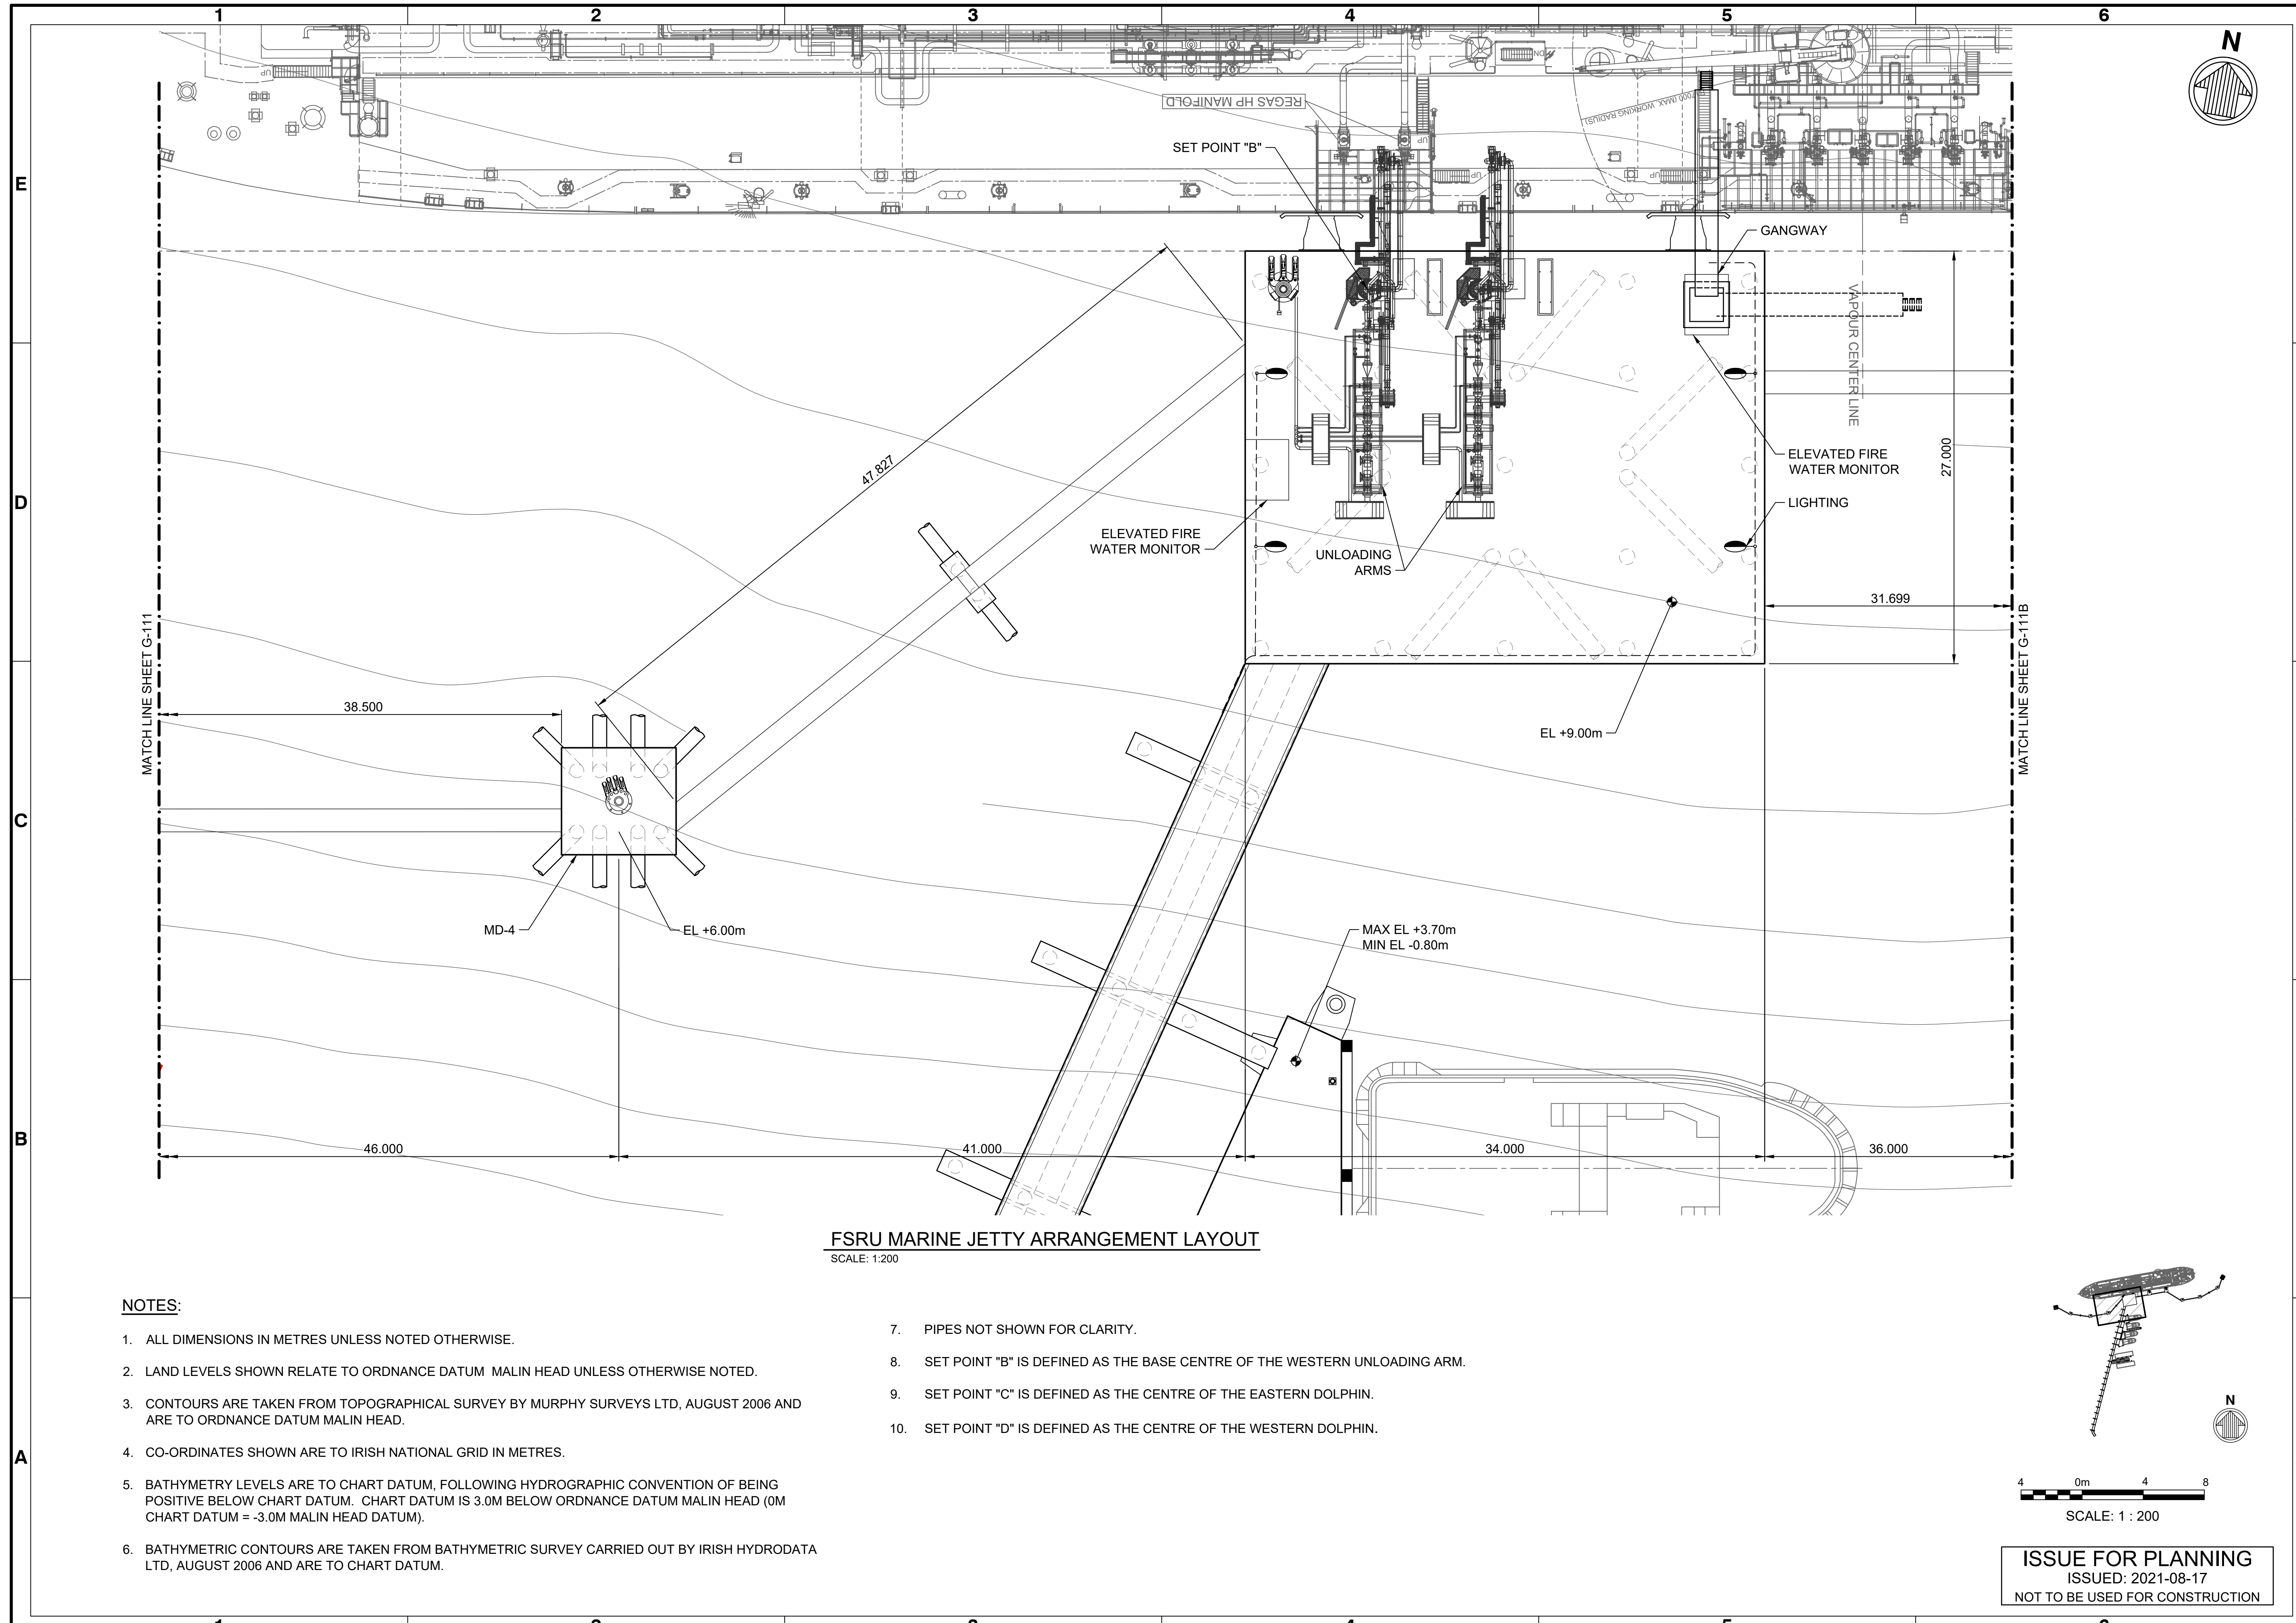 1 2 3 4 5 6
N
UP
REGAS HP MANIFOLD
UP
DN
7000 (MAX WORKING RADIUS)
SET POINT "B"
UP
UP
E
GANGWAY
VAPOUR CENTER LINE
47.827
27.000
ELEVATED FIRE
WATER MONITOR
D
LIGHTING
ELEVATED FIRE
WATER MONITOR
UNLOADING
ARMS
31.699
MATCH LINE SHEET G-111
MATCH LINE SHEET G-111B
38.500
EL +9.00m
C
MD-4
EL +6.00m
MAX EL +3.70m
MIN EL -0.80m
B
46.000
41.000
34.000
36.000
FSRU MARINE JETTY ARRANGEMENT LAYOUT
SCALE: 1:200
NOTES:
1. ALL DIMENSIONS IN METRES UNLESS NOTED OTHERWISE.
2. LAND LEVELS SHOWN RELATE TO ORDNANCE DATUM MALIN HEAD UNLESS OTHERWISE NOTED.
3. CONTOURS ARE TAKEN FROM TOPOGRAPHICAL SURVEY BY MURPHY SURVEYS LTD, AUGUST 2006 AND
ARE TO ORDNANCE DATUM MALIN HEAD.
4. CO-ORDINATES SHOWN ARE TO IRISH NATIONAL GRID IN METRES.
5. BATHYMETRY LEVELS ARE TO CHART DATUM, FOLLOWING HYDROGRAPHIC CONVENTION OF BEING
POSITIVE BELOW CHART DATUM. CHART DATUM IS 3.0M BELOW ORDNANCE DATUM MALIN HEAD (0M
CHART DATUM = -3.0M MALIN HEAD DATUM).
6. BATHYMETRIC CONTOURS ARE TAKEN FROM BATHYMETRIC SURVEY CARRIED OUT BY IRISH HYDRODATA
LTD, AUGUST 2006 AND ARE TO CHART DATUM.
7. PIPES NOT SHOWN FOR CLARITY.
8. SET POINT "B" IS DEFINED AS THE BASE CENTRE OF THE WESTERN UNLOADING ARM.
9. SET POINT "C" IS DEFINED AS THE CENTRE OF THE EASTERN DOLPHIN.
10. SET POINT "D" IS DEFINED AS THE CENTRE OF THE WESTERN DOLPHIN.
A
N
4 0m 4 8
SCALE: 1 : 200
ISSUE FOR PLANNING
ISSUED: 2021-08-17
NOT TO BE USED FOR CONSTRUCTION